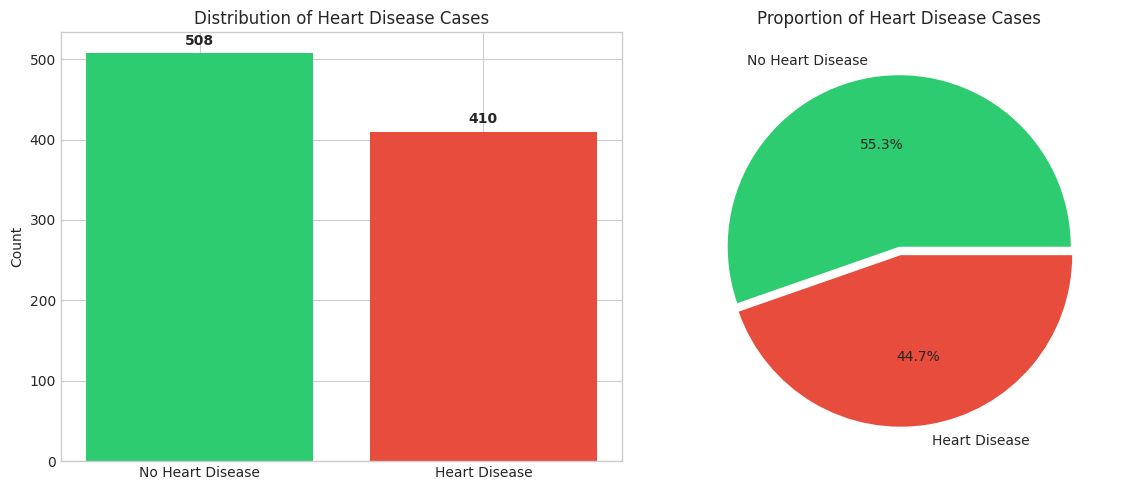 Distribution of Heart Disease Cases
508
410
500
400
300
200
100
0
Count
No Heart Disease
Heart Disease
Proportion of Heart Disease Cases
No Heart Disease
55.3%
44.7%
Heart Disease